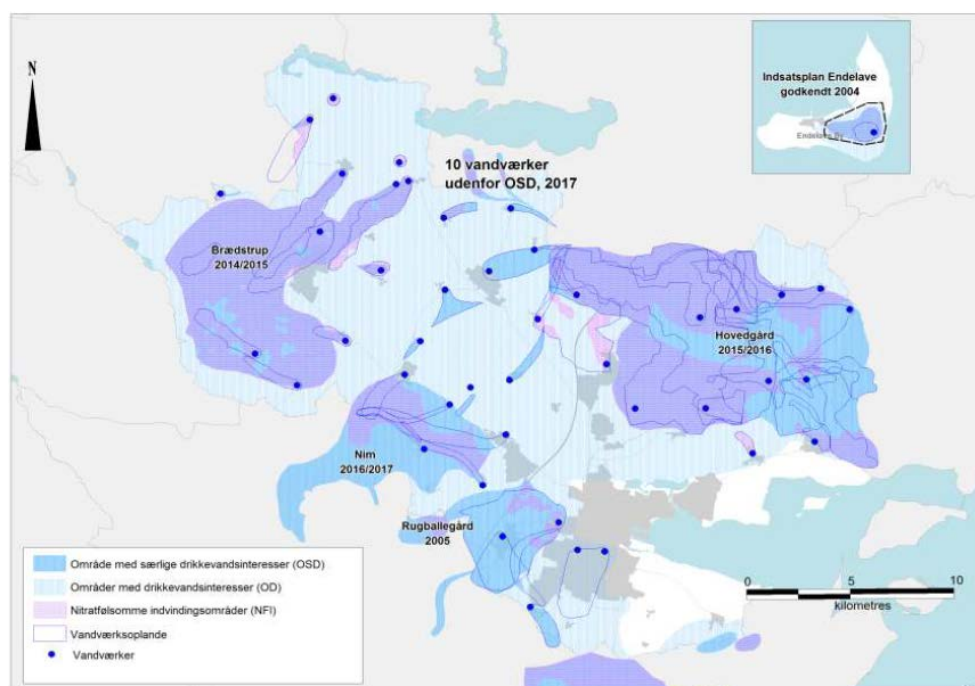 N
Indsatsplan Endelave
godkendt 2004
Endelave By
10 vandværker
udenfor OSD, 2017
Brædstrup
2014/2015
Hovedgård
2015/2016
Nim
2016/2017
Rugballegård
2005
Område med særlige drikkevandsinteresser (OSD)
Områder med drikkevandsinteresser (OD)
Nitratfølsomme indvindingsområder (NFI)
Vandværksoplande
Vandværker
0 5 10
kilometres